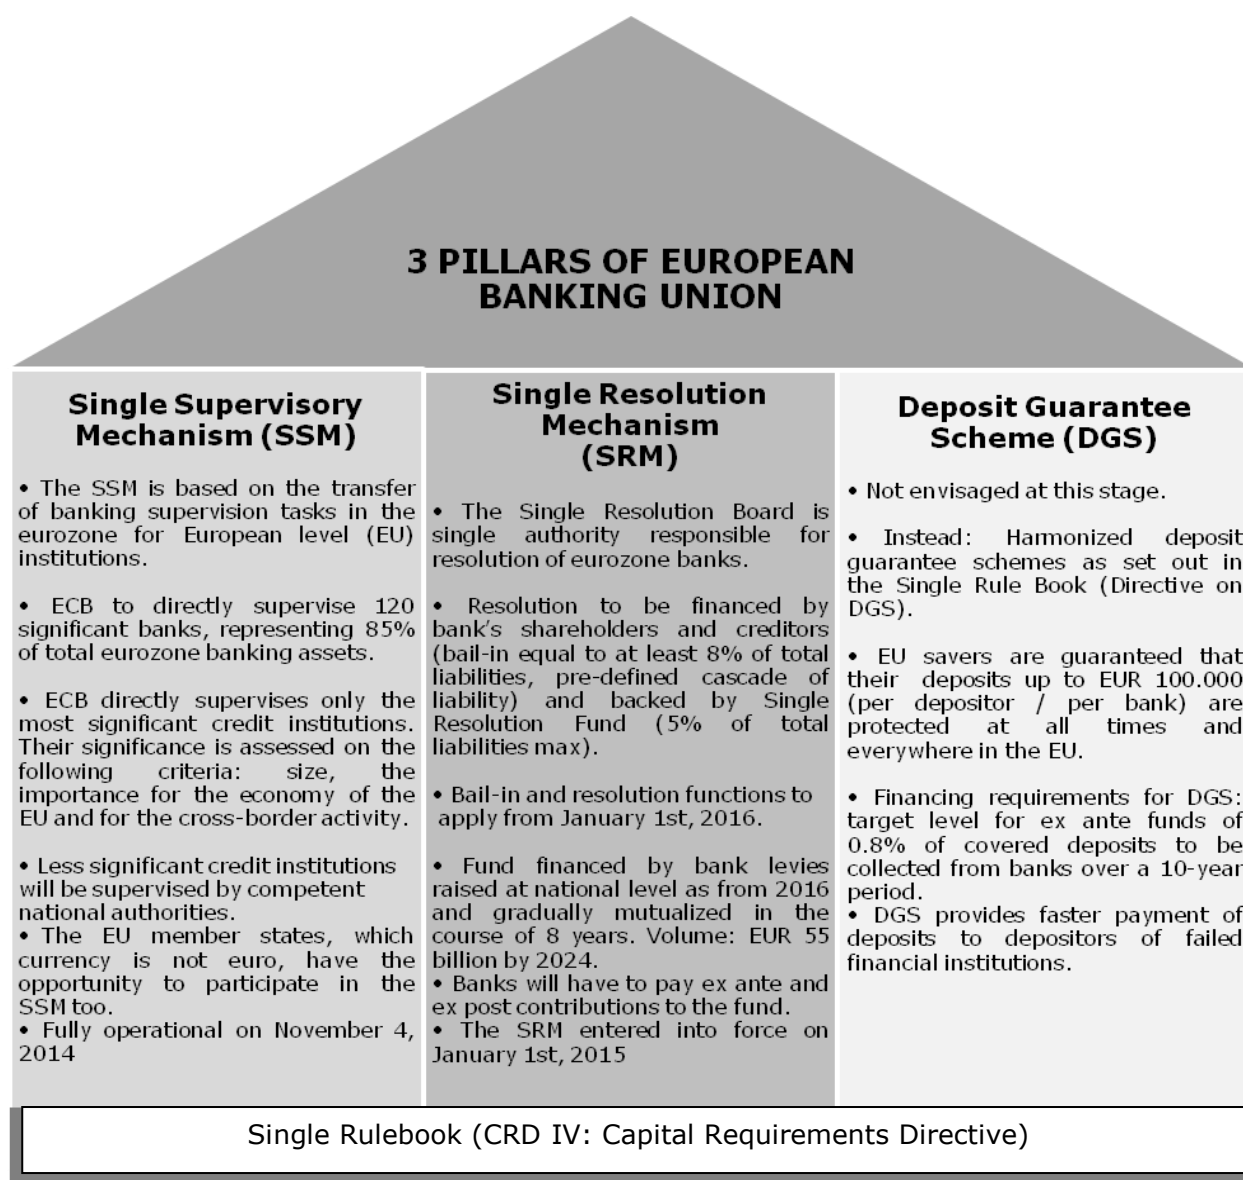 3 PILLARS OF EUROPEAN
BANKING UNION
Single Supervisory
Mechanism (SSM)
• The SSM is based on the transfer
of banking supervision tasks in the
eurozone for European level (EU)
institutions.
• ECB to directly supervise 120
significant banks, representing 85%
of total eurozone banking assets.
• ECB directly supervises only the
most significant credit institutions.
Their significance is assessed on the
following criteria: size, the
importance for the economy of the
EU and for the cross-border activity.
• Less significant credit institutions
will be supervised by competent
national authorities.
• The EU member states, which
currency is not euro, have the
opportunity to participate in the
SSM too.
• Fully operational on November 4,
2014
Single Resolution
Mechanism
(SRM)
• The Single Resolution Board is
single authority responsible for
resolution of eurozone banks.
• Resolution to be financed by
bank's shareholders and creditors
(bail-in equal to at least 8% of total
liabilities, pre-defined cascade of
liability) and backed by Single
Resolution Fund (5% of total
liabilities max).
• Bail-in and resolution functions to
apply from January 1st, 2016.
• Fund financed by bank levies
raised at national level as from 2016
and gradually mutualized in the
course of 8 years. Volume: EUR 55
billion by 2024.
• Banks will have to pay ex ante and
ex post contributions to the fund.
• The SRM entered into force on
January 1st, 2015
Deposit Guarantee
Scheme (DGS)
• Not envisaged at this stage.
• Instead: Harmonized deposit
guarantee schemes as set out in
the Single Rule Book (Directive on
DGS).
• EU savers are guaranteed that
their deposits up to EUR 100.000
(per depositor / per bank) are
protected at all times and
everywhere in the EU.
• Financing requirements for DGS:
target level for ex ante funds of
0.8% of covered deposits to be
collected from banks over a 10-year
period.
• DGS provides faster payment of
deposits to depositors of failed
financial institutions.
Single Rulebook (CRD IV: Capital Requirements Directive)